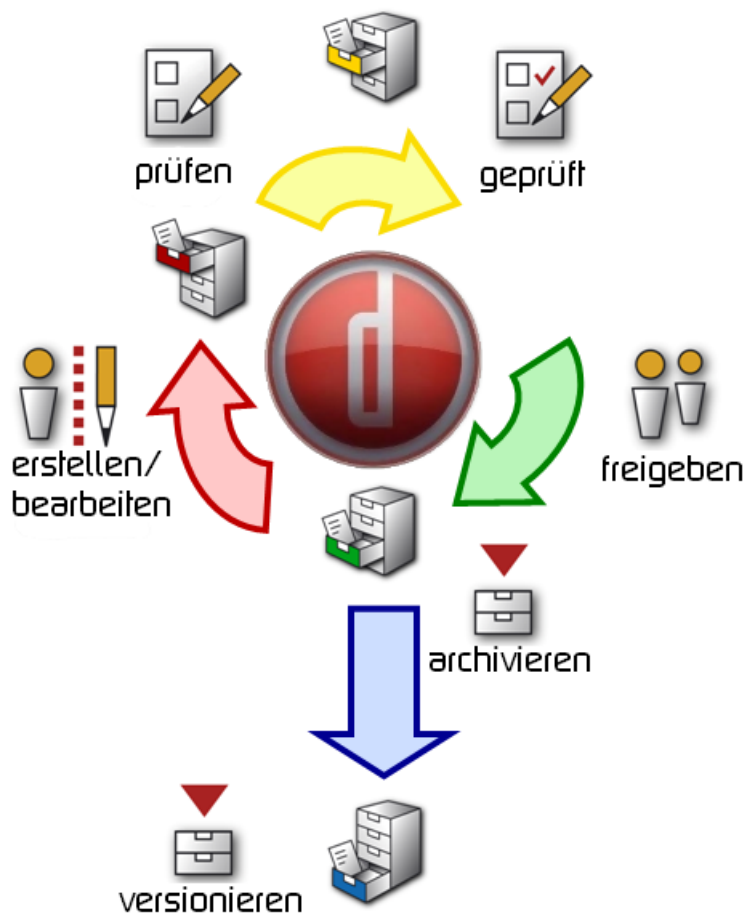 prüfen
geprüft
d
erstellen/
bearbeiten
freigeben
archivieren
versionieren